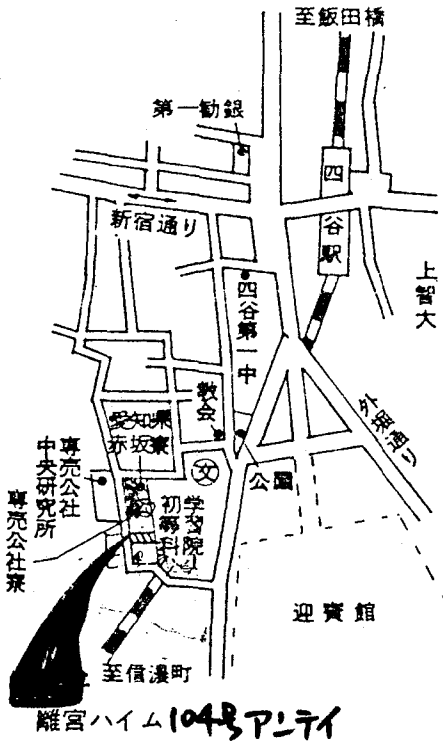 至飯田橋
第一勧銀
四ツ谷駅
新宿通り
上智大
四谷第一中
外堀通り
教会
愛知県
赤坂寮
文
公園
専売公社
中央研究所
専売公社寮
学習院
初等科
迎賓館
至信濃町
離宮ハイム104号アンティ